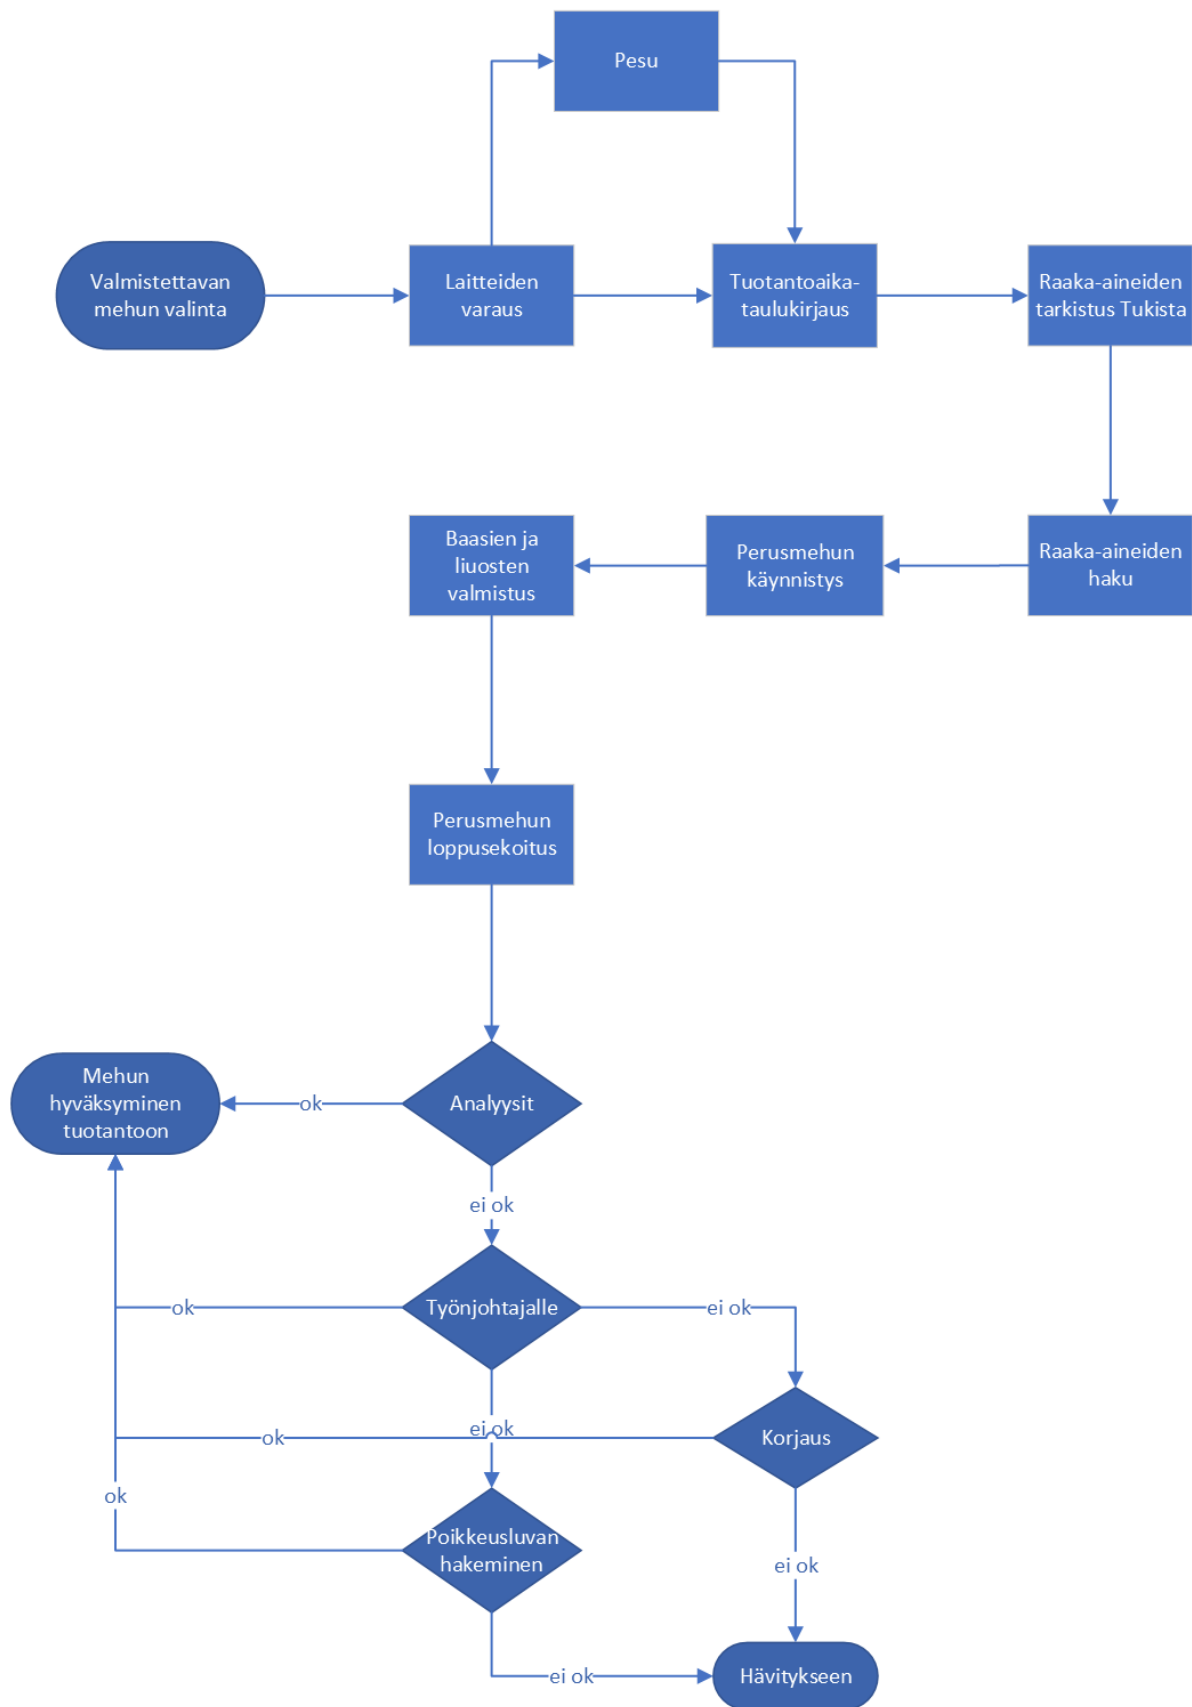 Pesu
Valmistettavan
mehun valinta
Laitteiden
varaus
Tuotantoaika-
taulukirjaus
Raaka-aineiden
tarkistus Tukista
Baasien ja
liuosten
valmistus
Perusmehun
käynnistys
Raaka-aineiden
haku
Perusmehun
loppusekoitus
Mehun
hyväksyminen
tuotantoon
ok
Analyysit
ei ok
ok
Työnjohtajalle
ei ok
ei ok
ok
Korjaus
ok
Poikkeusluvan
hakeminen
ei ok
ei ok
Hävitykseen